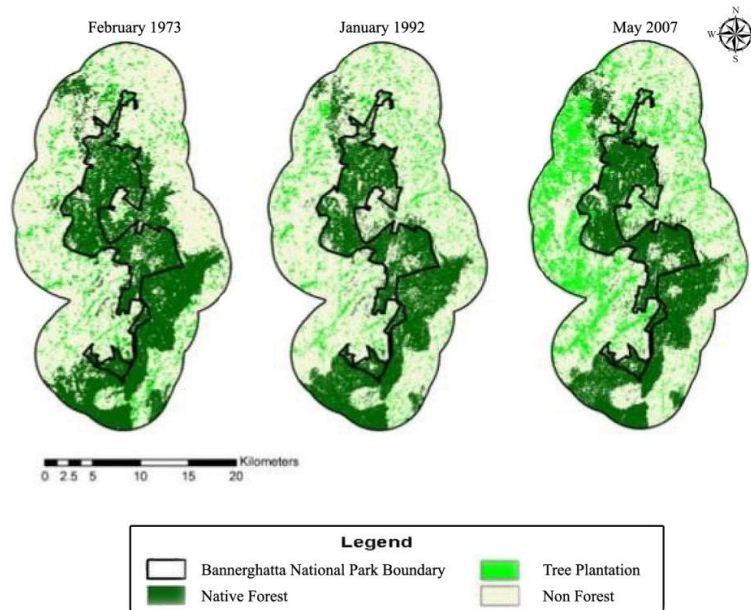 February 1973 January 1992 May 2007
N
W E
S
Kilometers
0 2.5 5 10 15 20
Legend
Bannerghatta National Park Boundary Tree Plantation
Native Forest Non Forest